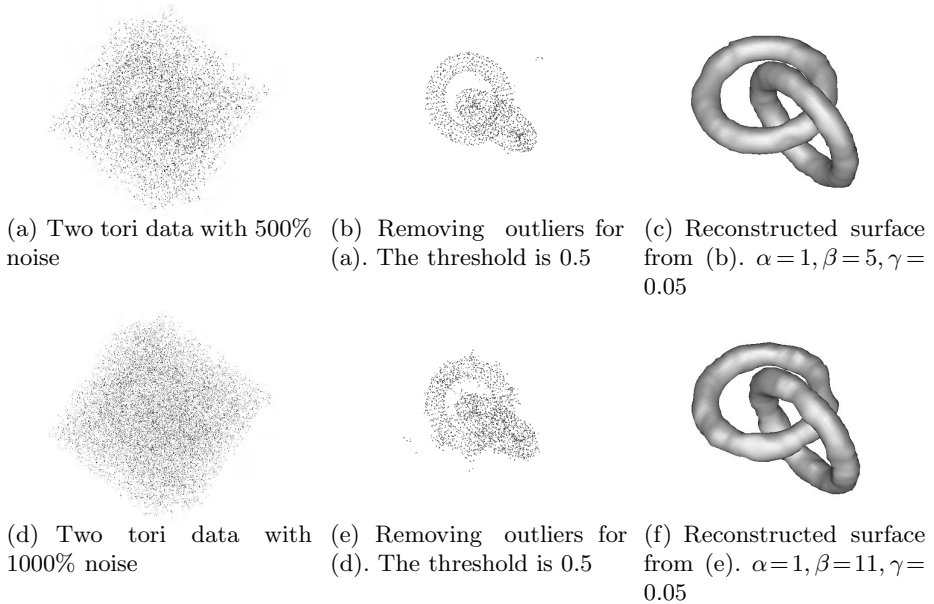 (a) Two tori data with 500%
noise
(b) Removing outliers for
(a). The threshold is 0.5
(c) Reconstructed surface
from (b). α = 1, β = 5, γ =
0.05
(d) Two tori data with
1000% noise
(e) Removing outliers for
(d). The threshold is 0.5
(f) Reconstructed surface
from (e). α=1, β=11, γ=
0.05